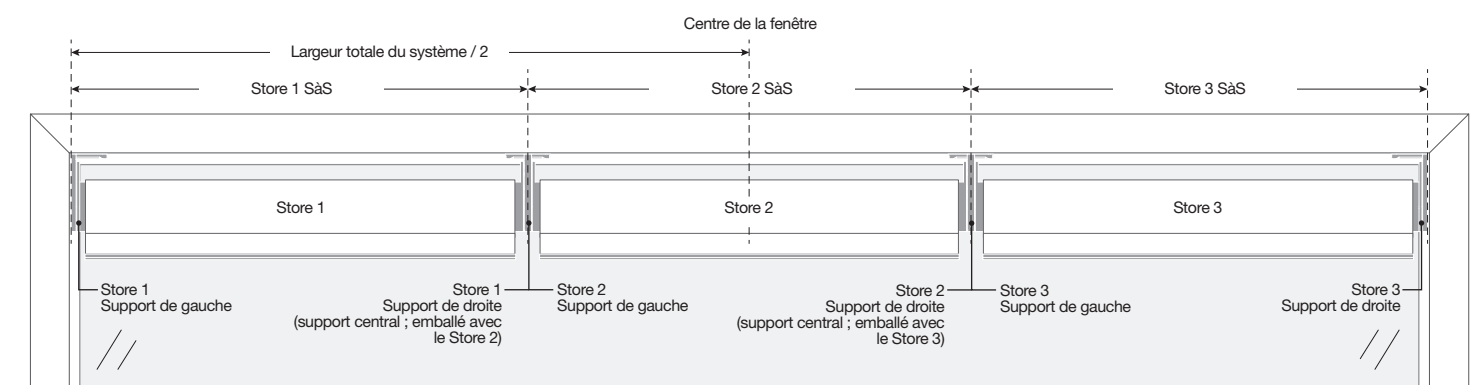 Centre de la fenêtre
Largeur totale du système / 2
Store 1 SàS
Store 2 SàS
Store 3 SàS
Store 1
Store 2
Store 3
Store 1
Support de gauche
Store 1
Support de droite
(support central ; emballé avec
le Store 2)
Store 2
Support de gauche
Store 2
Support de droite
(support central ; emballé avec
le Store 3)
Store 3
Support de gauche
Store 3
Support de droite